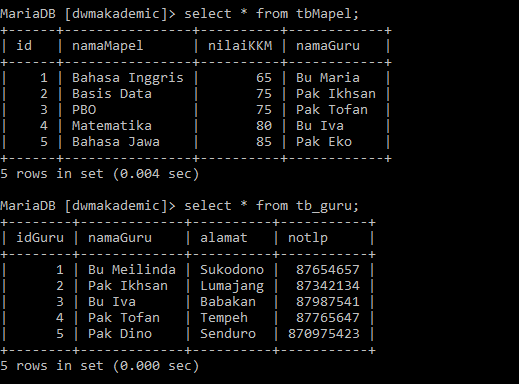 MariaDB [dwmakademic]> select * from tbMapel;
+------+----------------+----------+------------+
| id   | namaMapel      | nilaiKKM | namaGuru   |
+------+----------------+----------+------------+
|    1 | Bahasa Inggris |       65 | Bu Maria   |
|    2 | Basis Data     |       75 | Pak Ikhsan |
|    3 | PBO            |       75 | Pak Tofan  |
|    4 | Matematika     |       80 | Bu Iva     |
|    5 | Bahasa Jawa    |       85 | Pak Eko    |
+------+----------------+----------+------------+
5 rows in set (0.004 sec)
MariaDB [dwmakademic]> select * from tb_guru;
+--------+-------------+----------+-----------+
| idGuru | namaGuru    | alamat   | notlp     |
+--------+-------------+----------+-----------+
|      1 | Bu Meilinda | Sukodono |  87654657 |
|      2 | Pak Ikhsan  | Lumajang |  87342134 |
|      3 | Bu Iva      | Babakan  |  87987541 |
|      4 | Pak Tofan   | Tempeh   |  87765647 |
|      5 | Pak Dino    | Senduro  | 870975423 |
+--------+-------------+----------+-----------+
5 rows in set (0.000 sec)